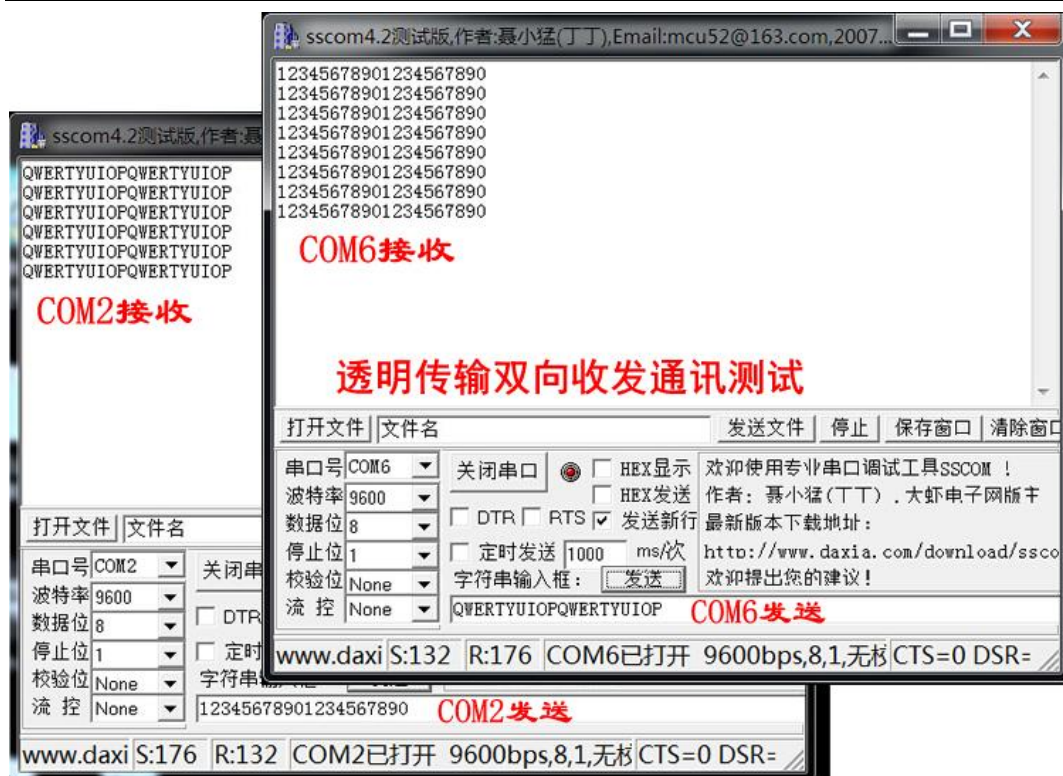 sscom4.2测试版,作者:聂小猛(丁丁),Email:mcu52@163.com,2007...
12345678901234567890
12345678901234567890
12345678901234567890
12345678901234567890
12345678901234567890
12345678901234567890
12345678901234567890
12345678901234567890
COM6接收
透明传输双向收发通讯测试
打开文件 文件名 发送文件 停止 保存窗口 清除窗口
串口号 COM6 关闭串口 HEX显示 欢迎使用专业串口调试工具SSCOM !
波特率 9600 HEX发送 作者: 聂小猛(丁丁) .大虾电子网版主
数据位 8 DTR RTS 发送新行 最新版本下载地址:
停止位 1 定时发送 1000 ms/次 http://www.daxia.com/download/ssco
校验位 None 字符串输入框: 发送 欢迎提出您的建议!
流 控 None QWERTYUIOPQWERTYUIOP COM6发送
www.daxi S:132 R:176 COM6已打开 9600bps,8,1,无校 CTS=0 DSR=
sscom4.2测试版,作者:聂
QWERTYUIOPQWERTYUIOP
QWERTYUIOPQWERTYUIOP
QWERTYUIOPQWERTYUIOP
QWERTYUIOPQWERTYUIOP
QWERTYUIOPQWERTYUIOP
QWERTYUIOPQWERTYUIOP
COM2接收
打开文件 文件名
串口号 COM2 关闭串
波特率 9600
数据位 8 DTR
停止位 1 定时
校验位 None 字符串
流 控 None 12345678901234567890 COM2发送
www.daxi S:176 R:132 COM2已打开 9600bps,8,1,无校 CTS=0 DSR=